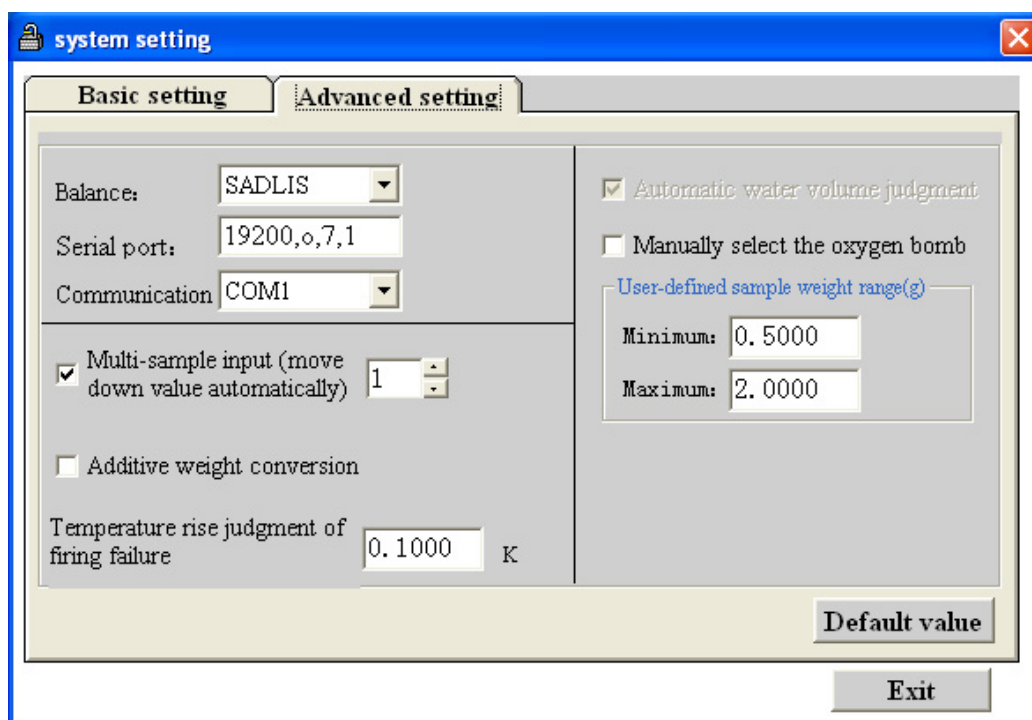 system setting
Basic setting
Advanced setting
Balance:
SADLIS
Serial port:
19200,o,7,1
Communication
COM1
Multi-sample input (move
down value automatically)
1
Additive weight conversion
Temperature rise judgment of
firing failure
0.1000
K
Automatic water volume judgment
Manually select the oxygen bomb
User-defined sample weight range(g)
Minimum:
0.5000
Maximum:
2.0000
Default value
Exit